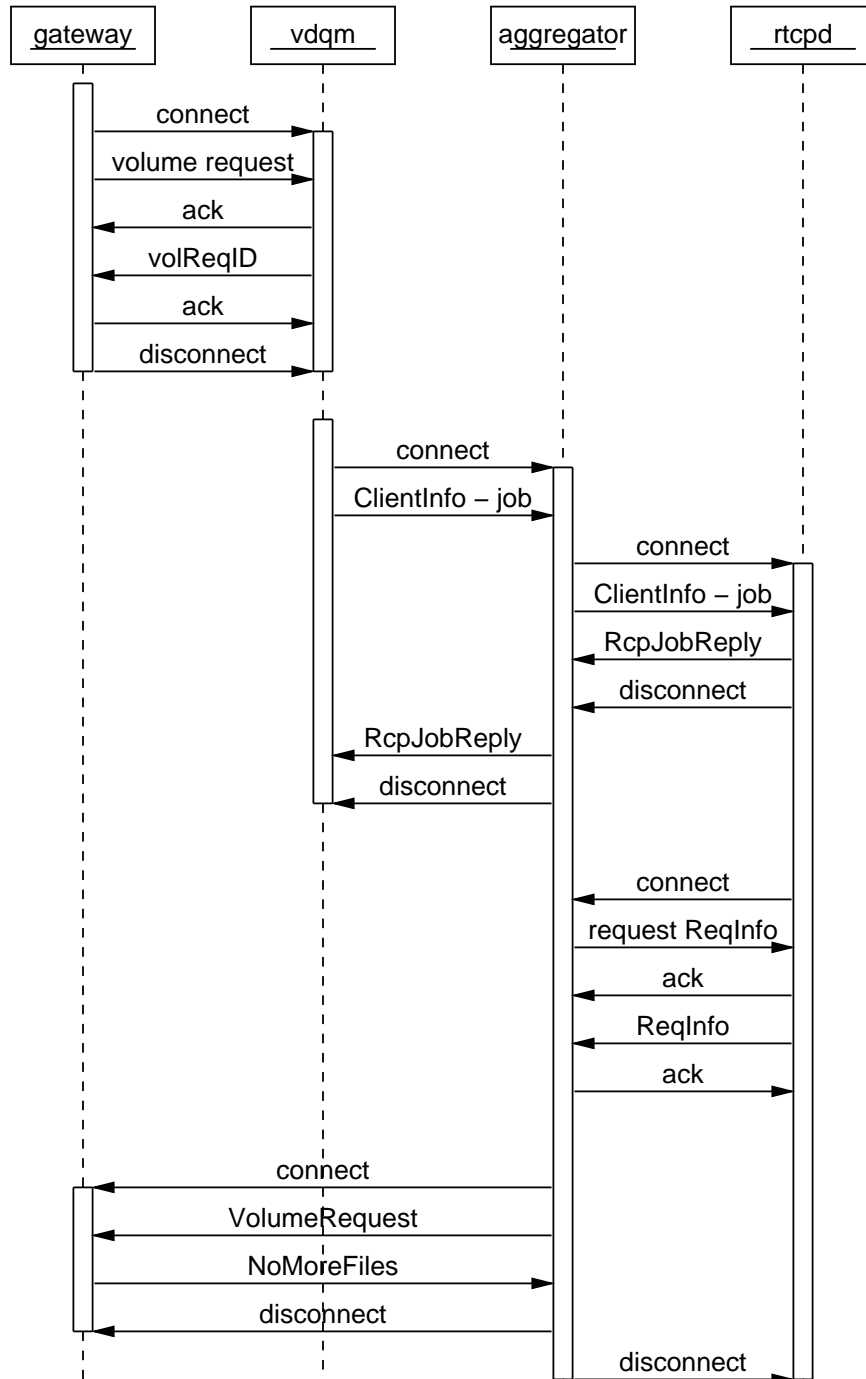 gateway vdqm aggregator rtcpd
connect
volume request
ack
volReqID
ack
disconnect
connect
ClientInfo − job
connect
ClientInfo − job
RcpJobReply
disconnect
RcpJobReply
disconnect
connect
request ReqInfo
ack
ReqInfo
ack
connect
VolumeRequest
NoMoreFiles
disconnect
disconnect